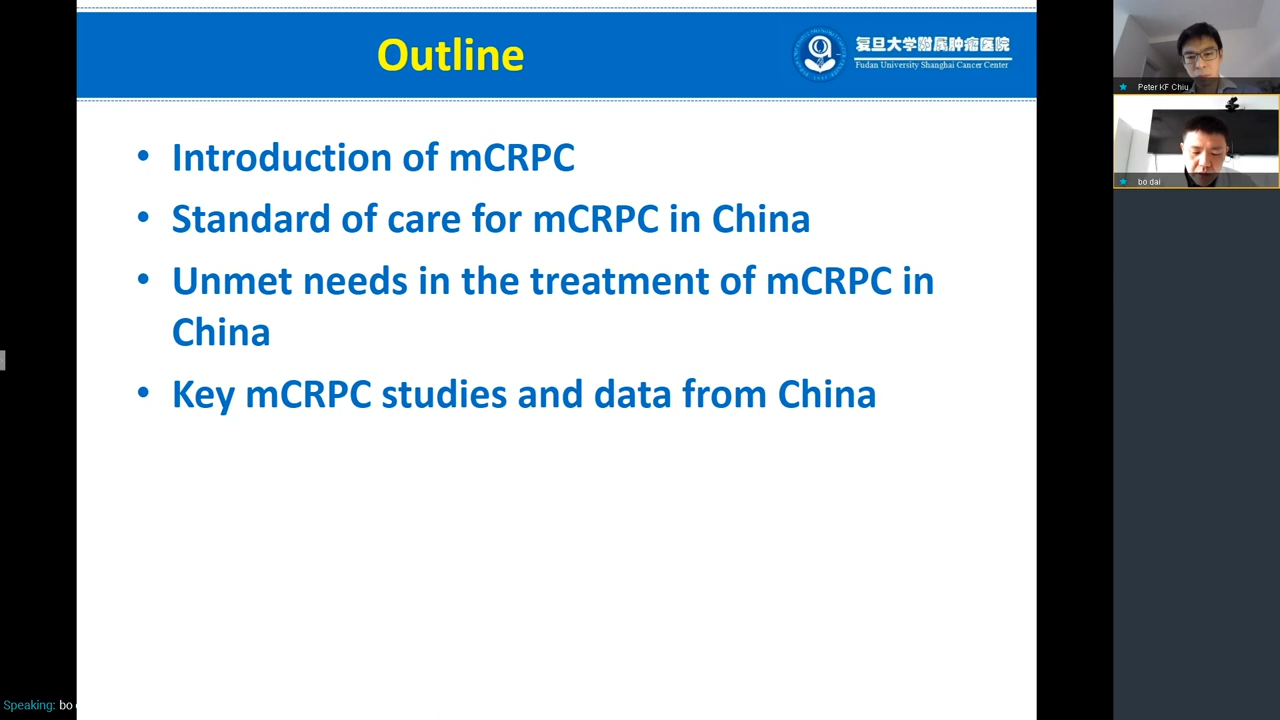 Outline
复旦大学附属肿瘤医院
Fudan University Shanghai Cancer Center
• Introduction of mCRPC
• Standard of care for mCRPC in China
• Unmet needs in the treatment of mCRPC in
China
• Key mCRPC studies and data from China
Peter KF Chiu
bo dai
Speaking: bo